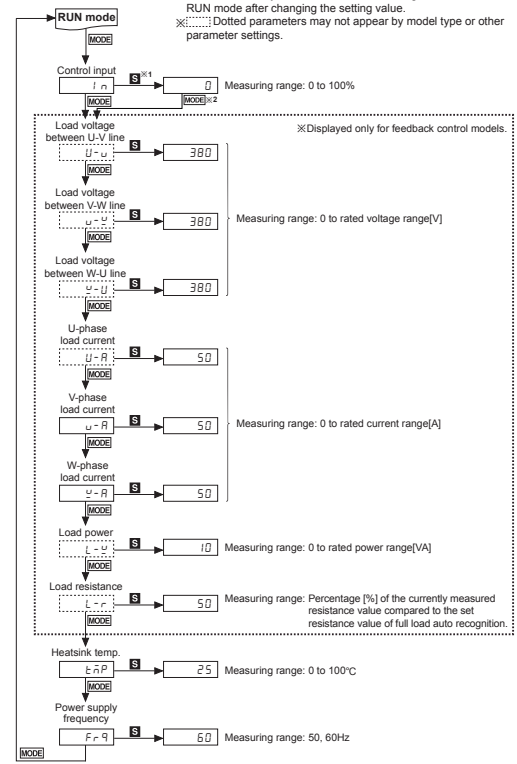 RUN mode after changing the setting value.
※ Dotted parameters may not appear by model type or other
parameter settings.
RUN mode
MODE
Control input
In
S ※1
0
Measuring range: 0 to 100%
MODE
MODE ※2
※Displayed only for feedback control models.
Load voltage
between U-V line
U-u
S
380
MODE
Load voltage
between V-W line
S
380
Measuring range: 0 to rated voltage range[V]
MODE
Load voltage
between W-U line
S
380
MODE
U-phase
load current
U-A
S
50
MODE
V-phase
load current
u-A
S
50
Measuring range: 0 to rated current range[A]
MODE
W-phase
load current
S
50
MODE
Load power
S
10
Measuring range: 0 to rated power range[VA]
MODE
Load resistance
L-r
S
50
Measuring range: Percentage [%] of the currently measured
resistance value compared to the set
resistance value of full load auto recognition.
MODE
Heatsink temp.
S
25
Measuring range: 0 to 100℃
MODE
Power supply
frequency
Frq
S
60
Measuring range: 50, 60Hz
MODE